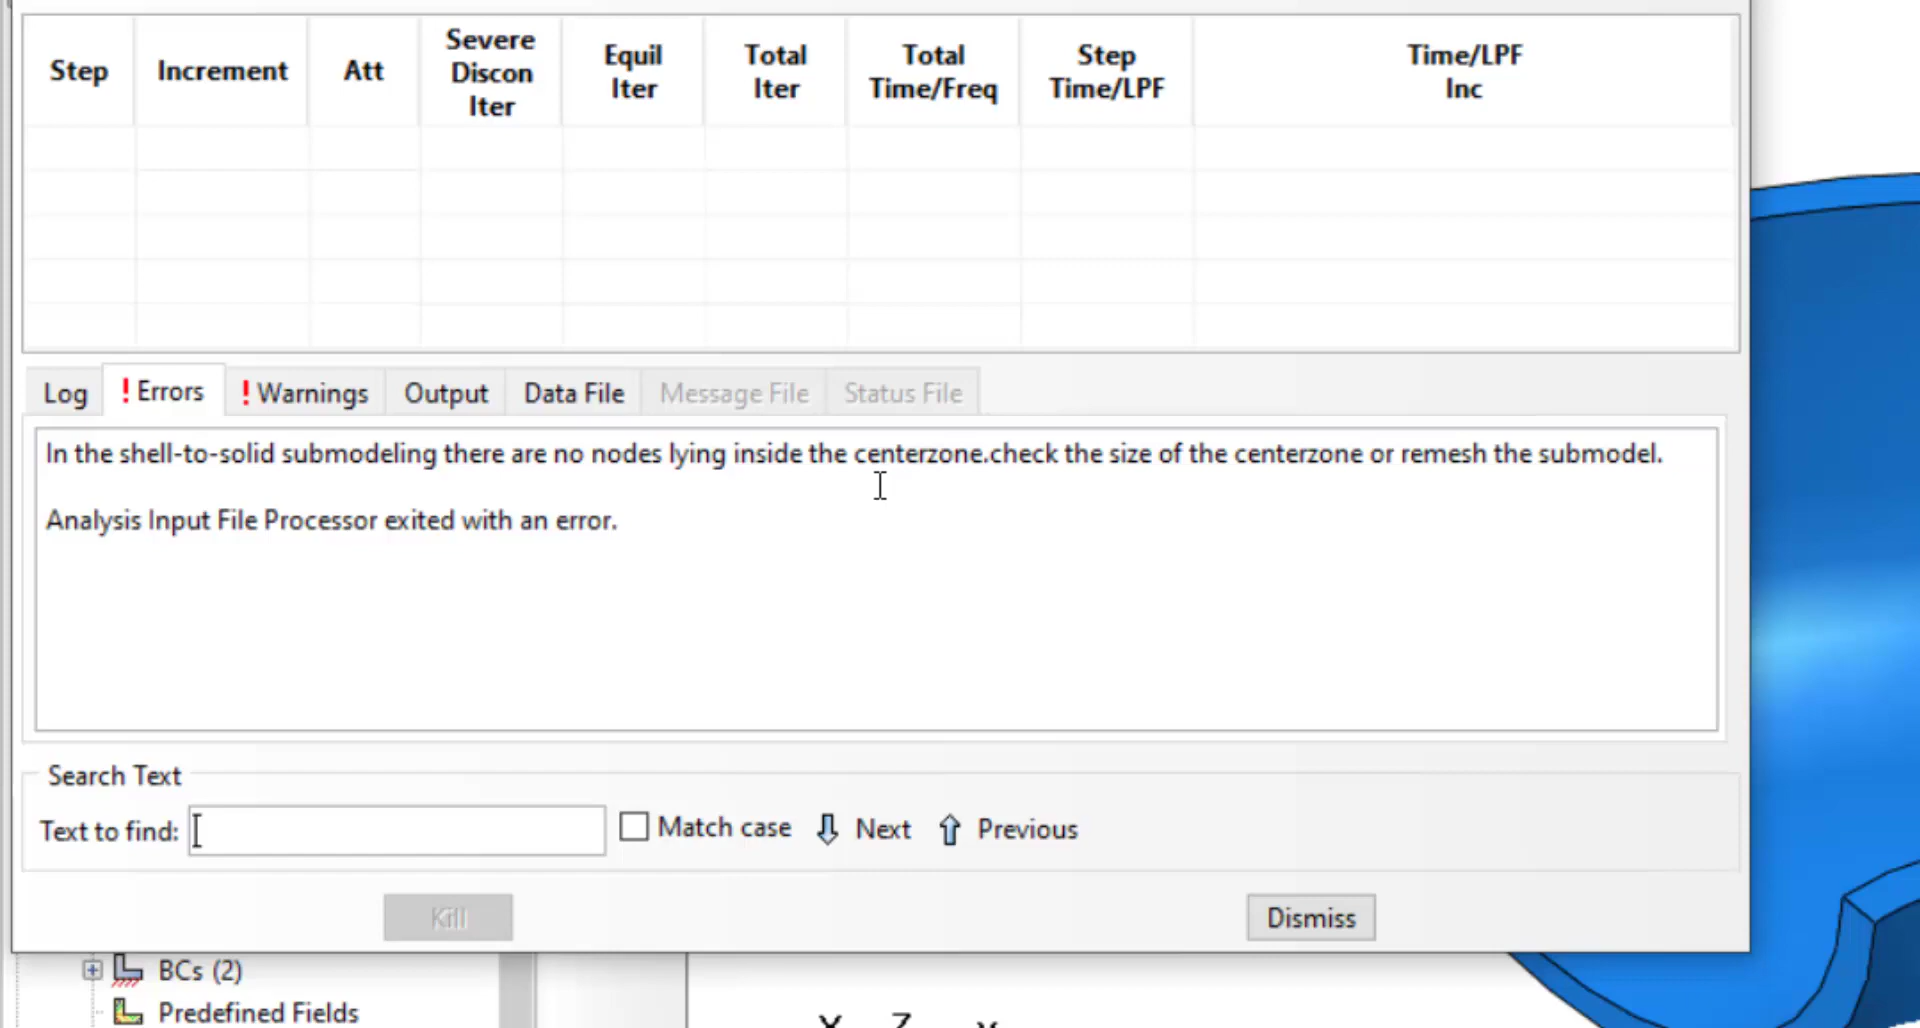 Step Increment Att Severe Discon Iter Equil Iter Total Iter Total Time/Freq Step Time/LPF Time/LPF Inc
Log ! Errors ! Warnings Output Data File Message File Status File
In the shell-to-solid submodeling there are no nodes lying inside the centerzone.check the size of the centerzone or remesh the submodel.
Analysis Input File Processor exited with an error.
Search Text
Text to find: Match case Next Previous
Kill Dismiss
BCs (2)
Predefined Fields
X Z Y